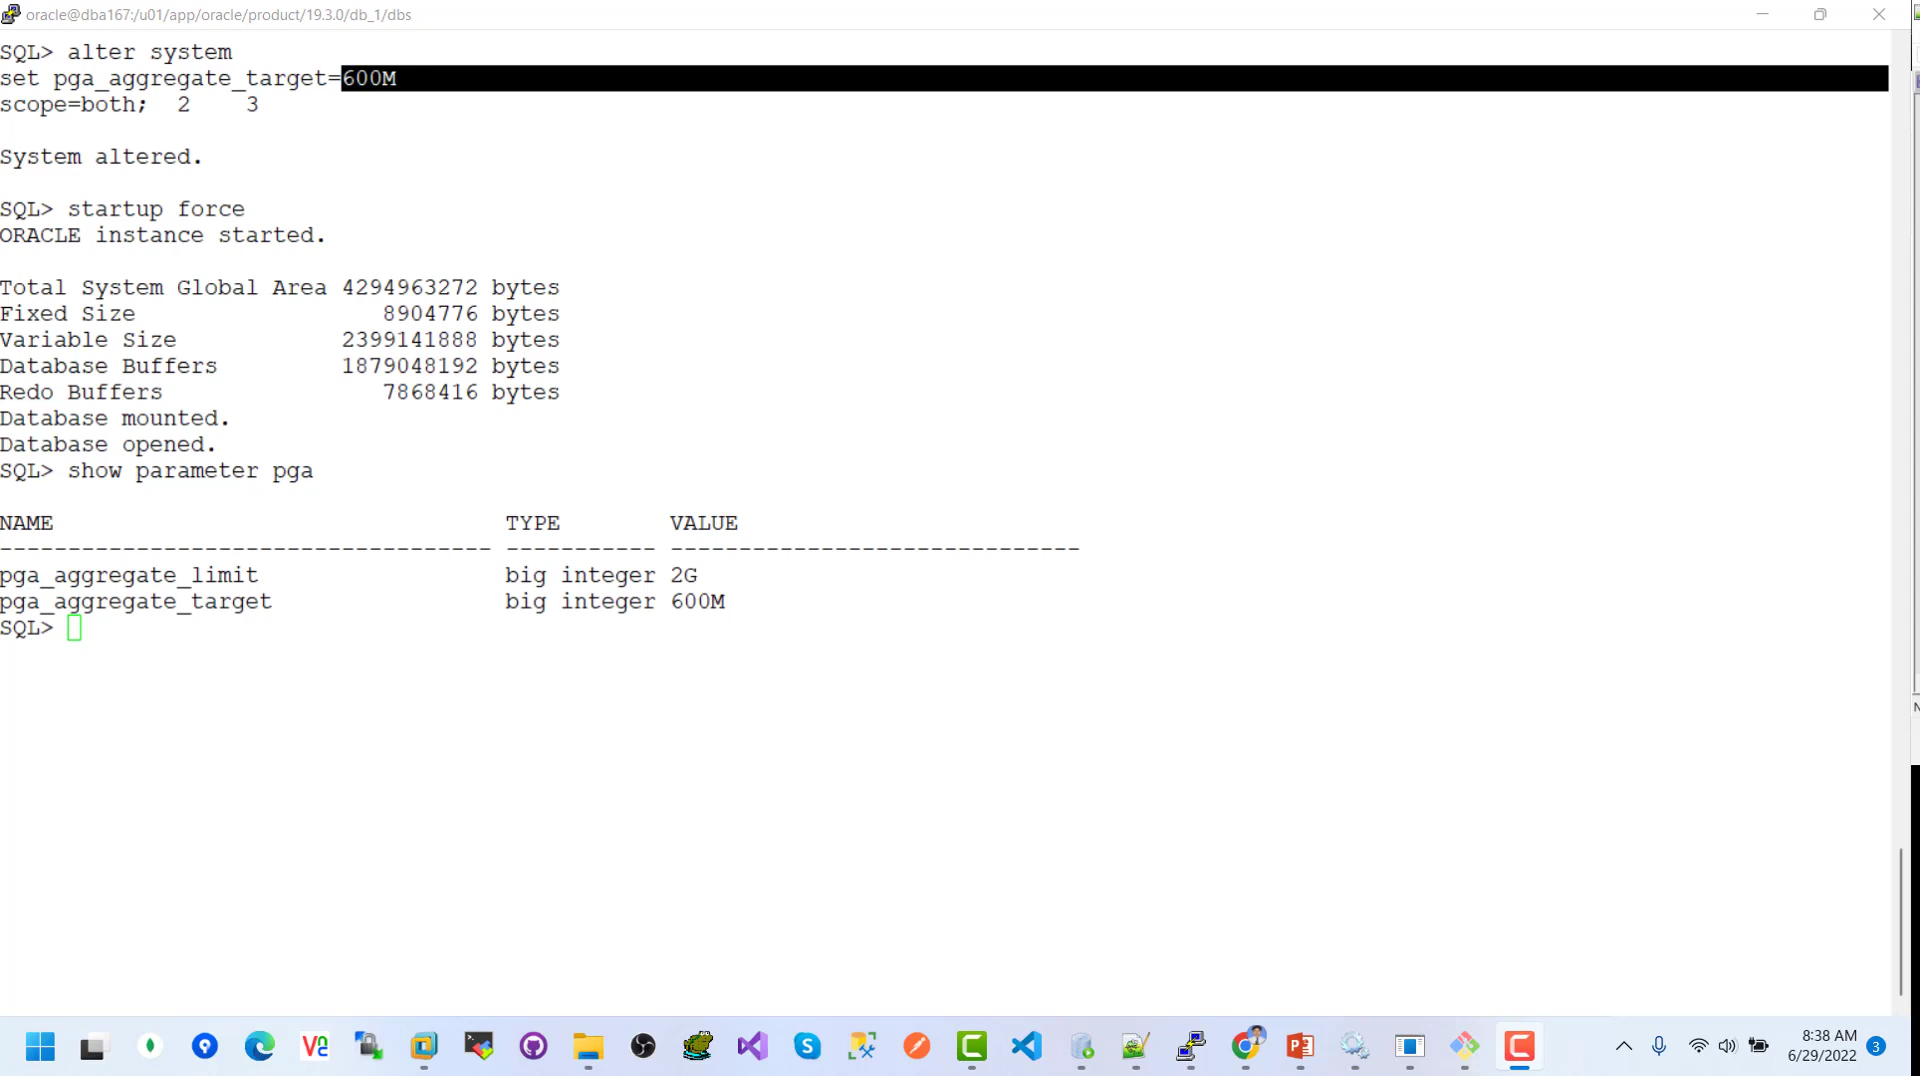 oracle@dba167:/u01/app/oracle/product/19.3.0/db_1/dbs
SQL> alter system
set pga_aggregate_target=600M
scope=both;  2    3
System altered.
SQL> startup force
ORACLE instance started.
Total System Global Area 4294963272 bytes
Fixed Size                  8904776 bytes
Variable Size            2399141888 bytes
Database Buffers         1879048192 bytes
Redo Buffers                7868416 bytes
Database mounted.
Database opened.
SQL> show parameter pga
NAME                                 TYPE        VALUE
------------------------------------ ----------- ------------------------------
pga_aggregate_limit                  big integer 2G
pga_aggregate_target                 big integer 600M
SQL>
8:38 AM
6/29/2022
3